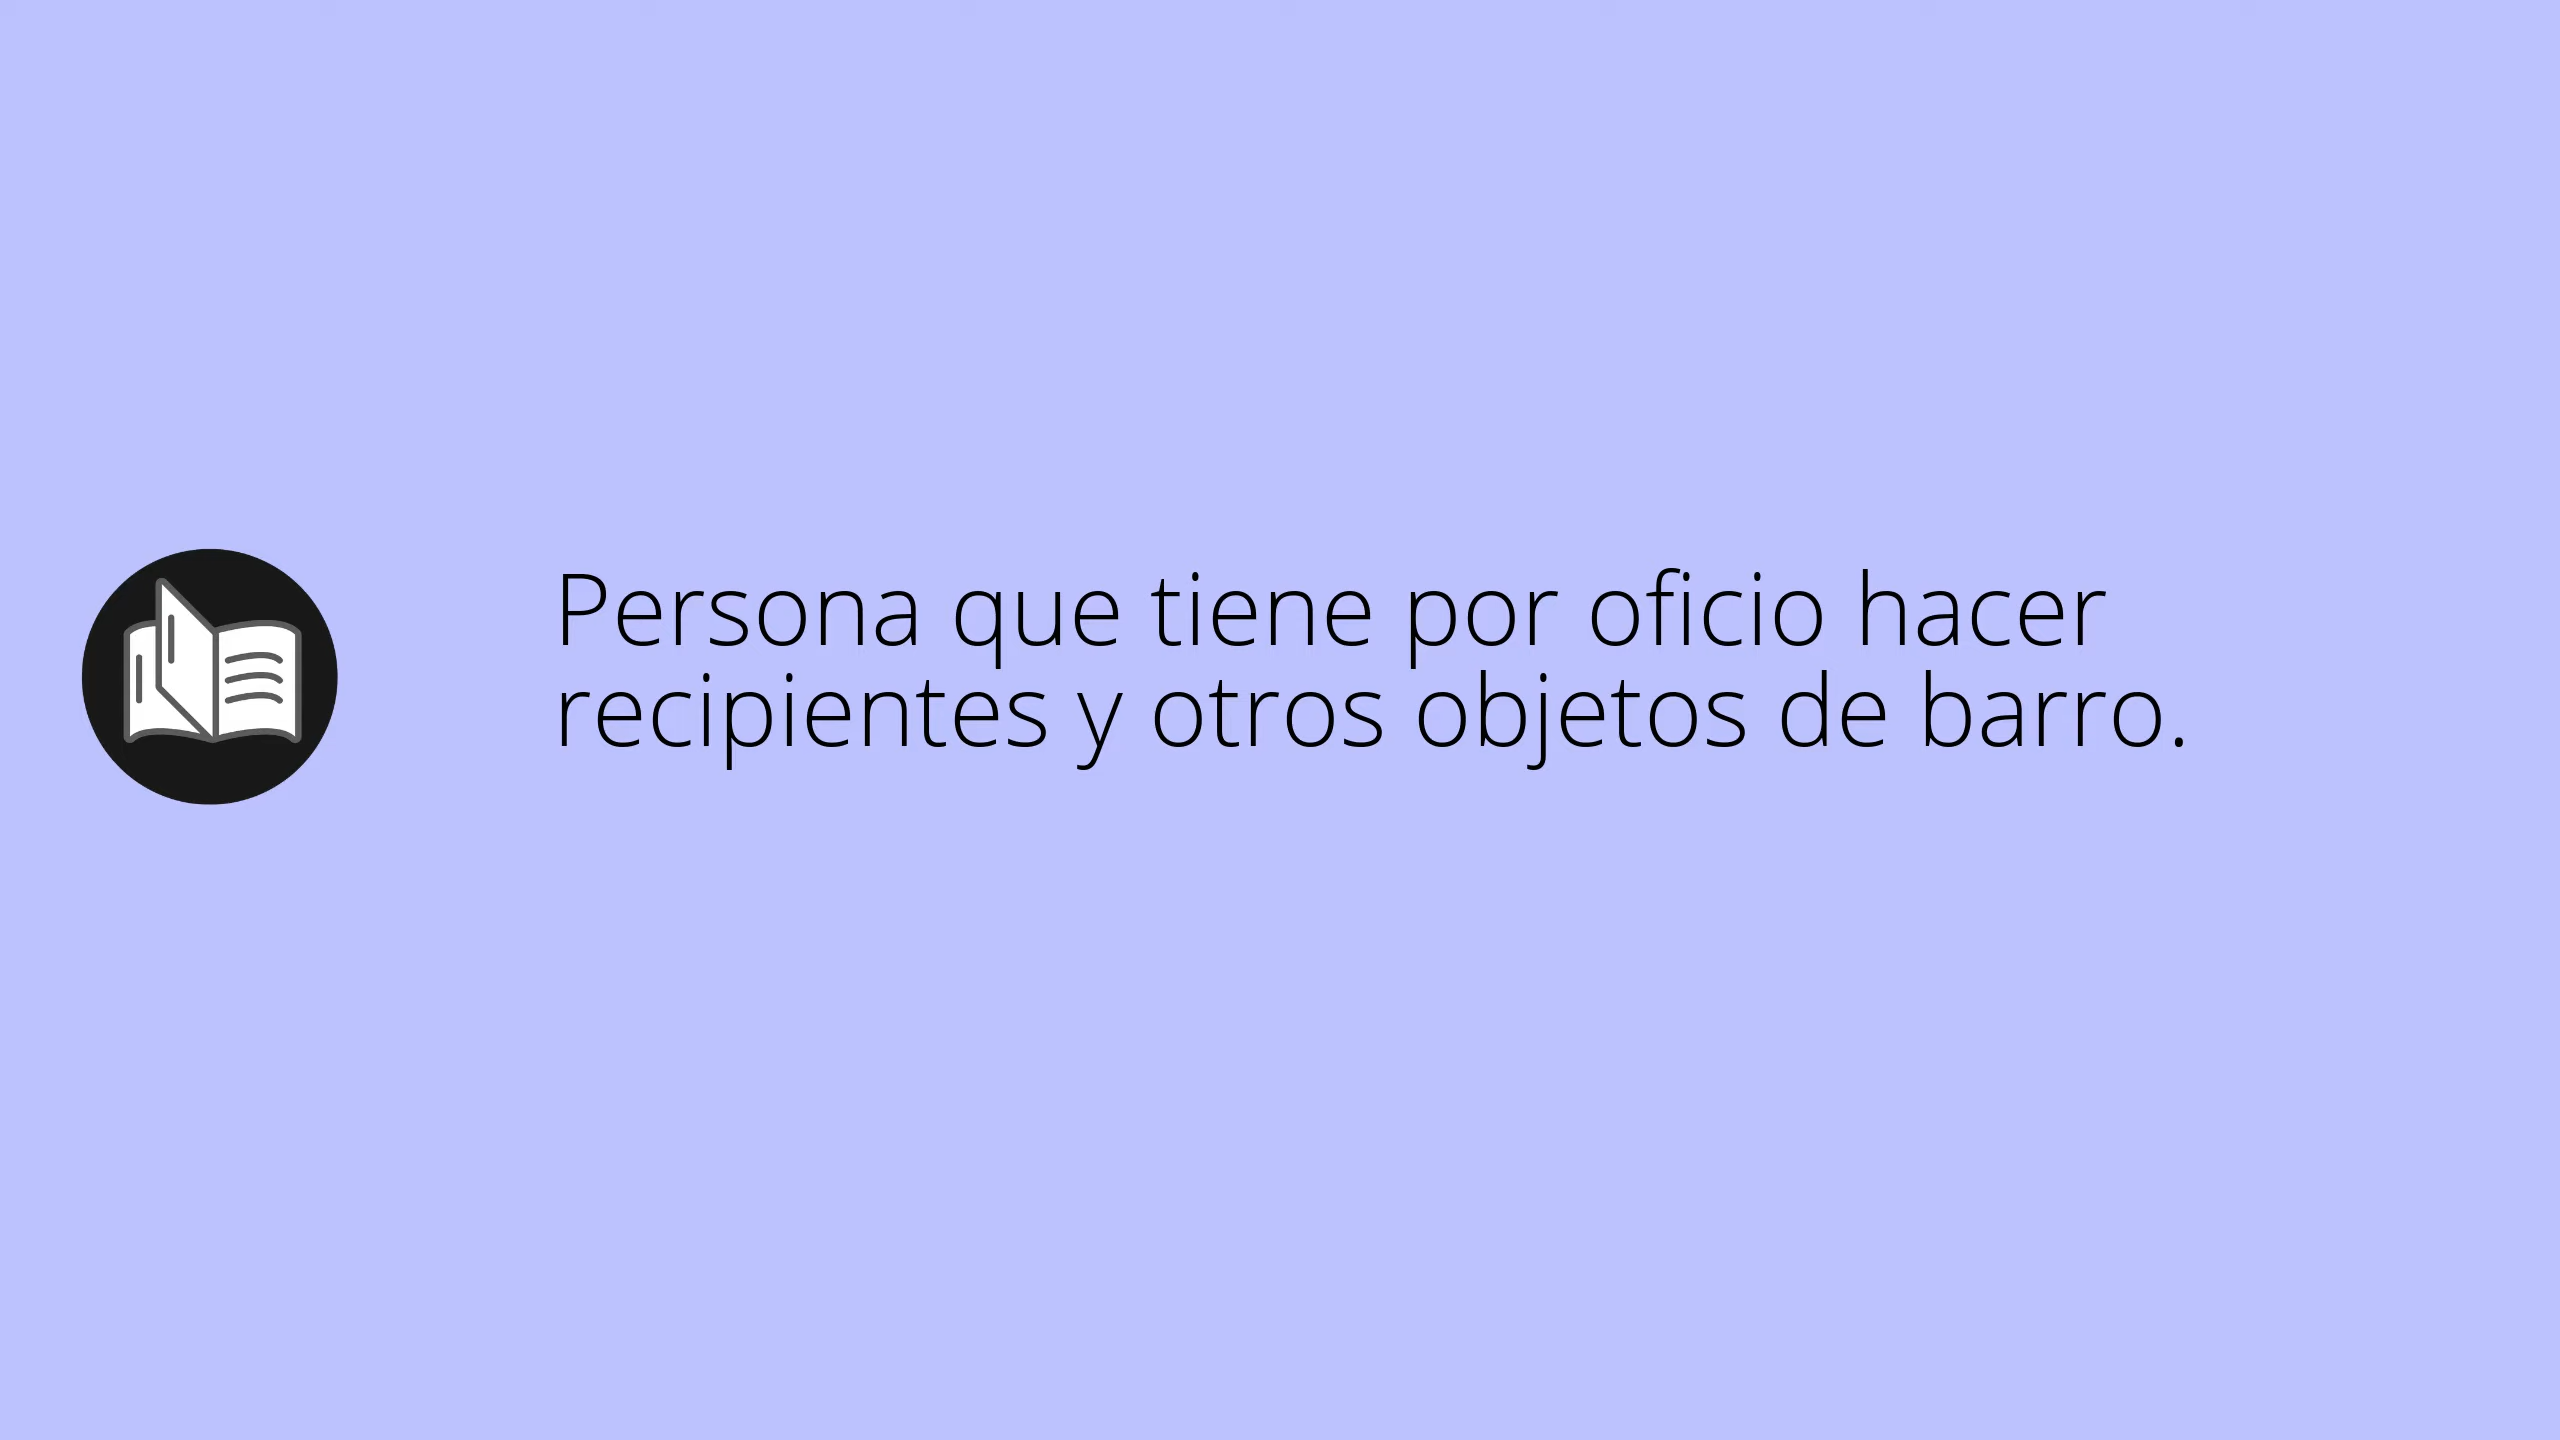 Persona que tiene por oficio hacer
recipientes y otros objetos de barro.